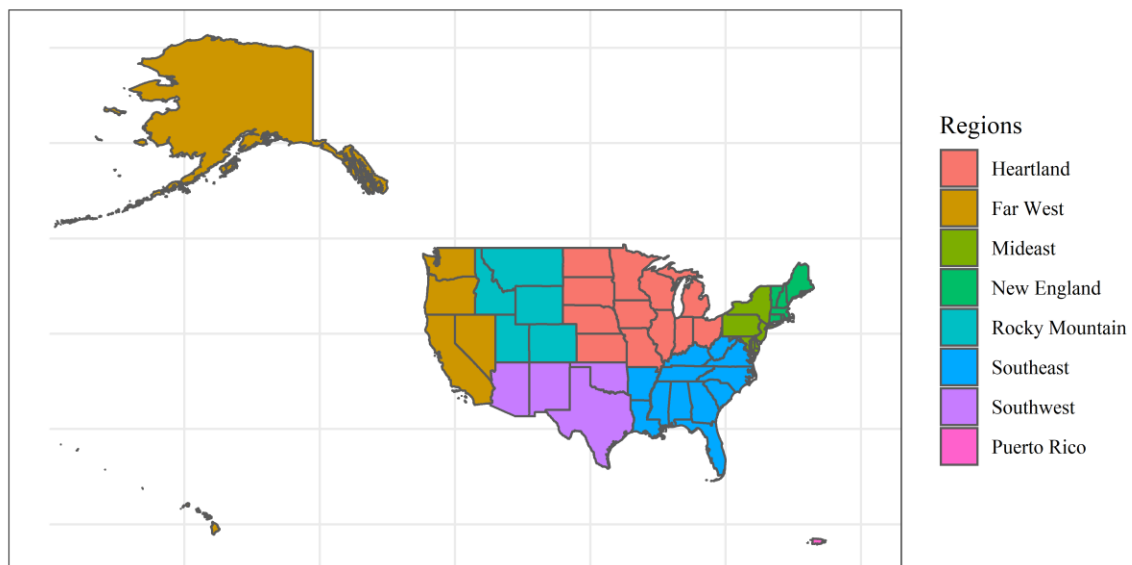 Regions
Heartland
Far West
Mideast
New England
Rocky Mountain
Southeast
Southwest
Puerto Rico